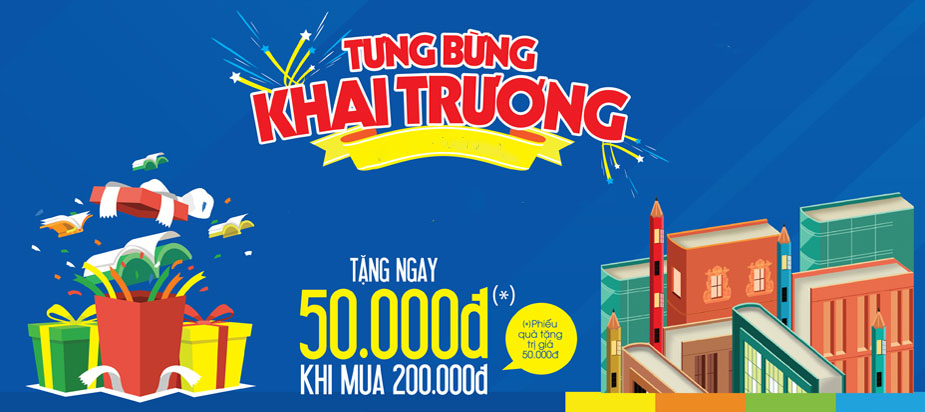 TƯNG BỪNG
KHAI TRƯƠNG
TẶNG NGAY
50.000đ(*)
KHI MUA 200.000đ
(*)Phiếu
quà tặng
trị giá
50.000đ